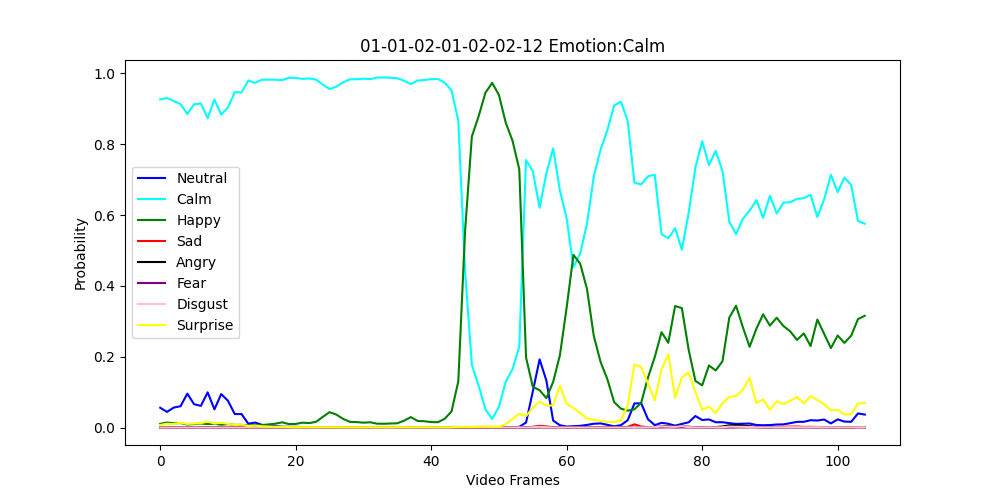 01-01-02-01-02-02-12 Emotion:Calm
1.0
0.8
0.6
0.4
0.2
0.0
Probability
Neutral
Calm
Happy
Sad
Angry
Fear
Disgust
Surprise
0 20 40 60 80 100
Video Frames